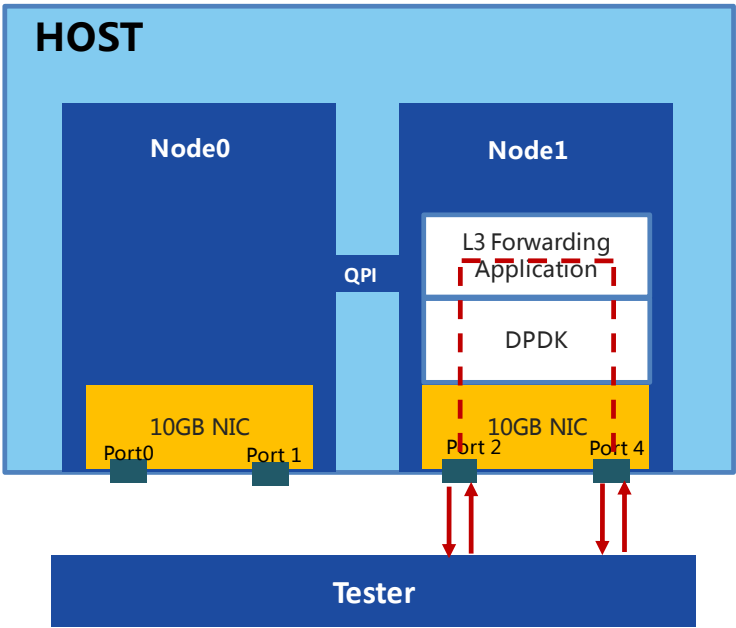 HOST
Node0
Node1
L3 Forwarding
Application
QPI
DPDK
10GB NIC
10GB NIC
Port0
Port 1
Port 2
Port 4
Tester